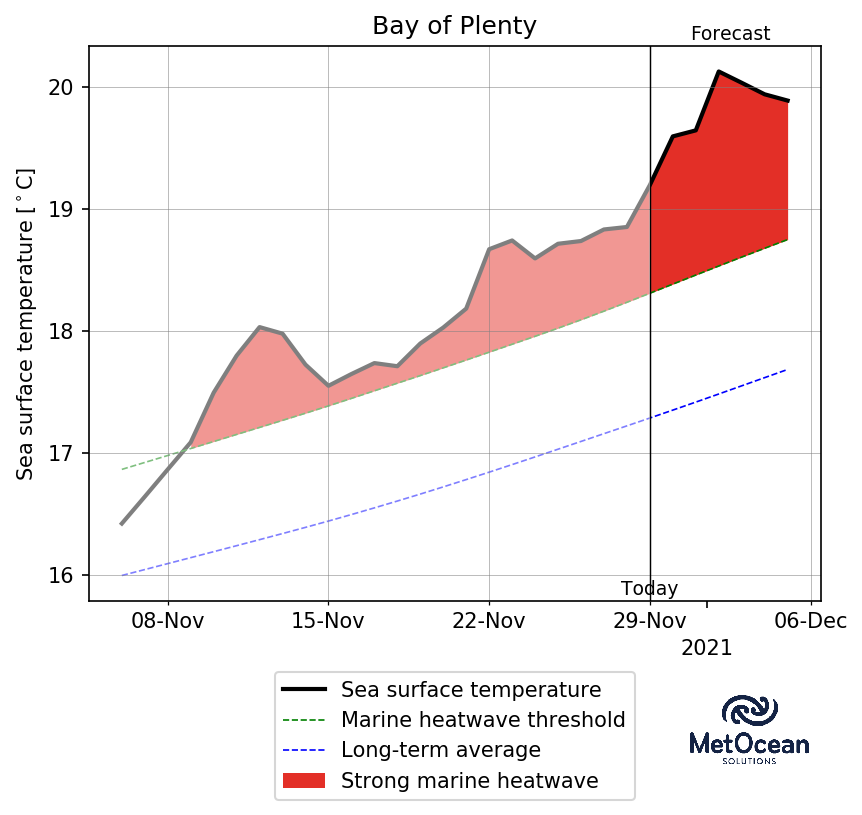 Bay of Plenty
Forecast
Sea surface temperature [°C]
20
19
18
17
16
Today
08-Nov 15-Nov 22-Nov 29-Nov 06-Dec
2021
Sea surface temperature
Marine heatwave threshold
Long-term average
Strong marine heatwave
MetOcean
SOLUTIONS